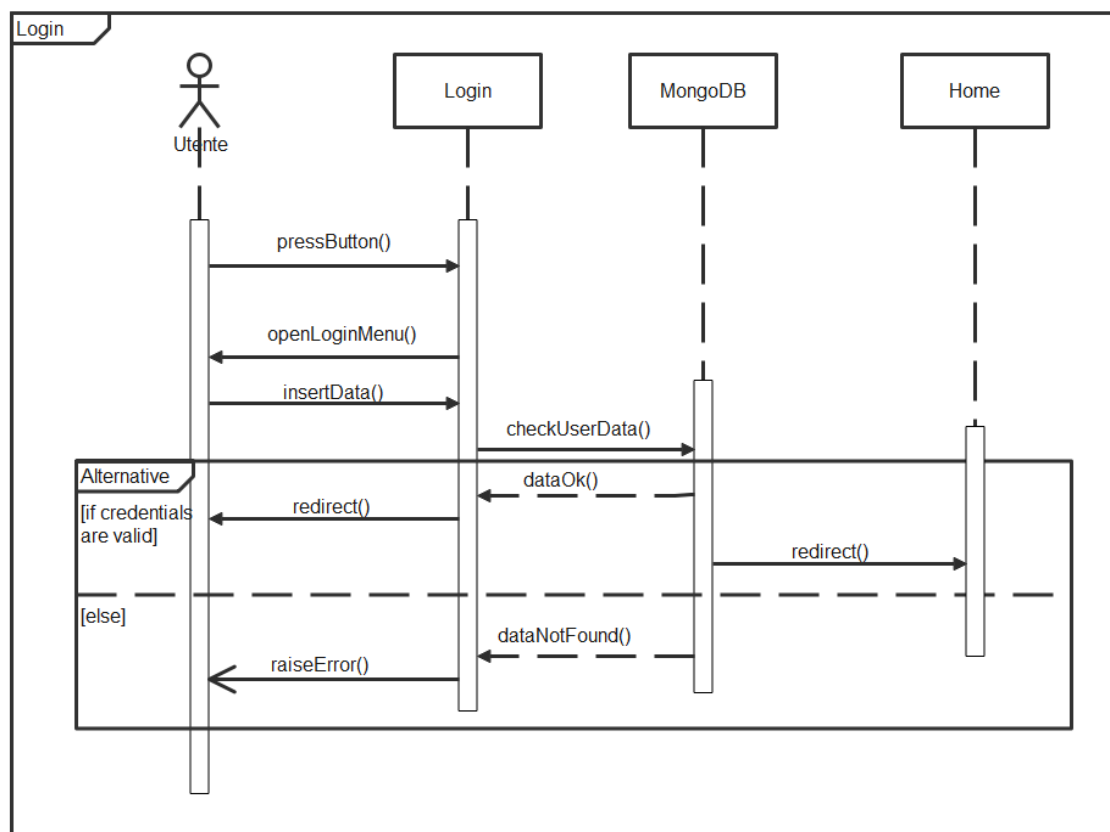 Login
Utente
Login
MongoDB
Home
pressButton()
openLoginMenu()
insertData()
checkUserData()
Alternative
[if credentials
are valid]
dataOk()
redirect()
redirect()
[else]
dataNotFound()
raiseError()